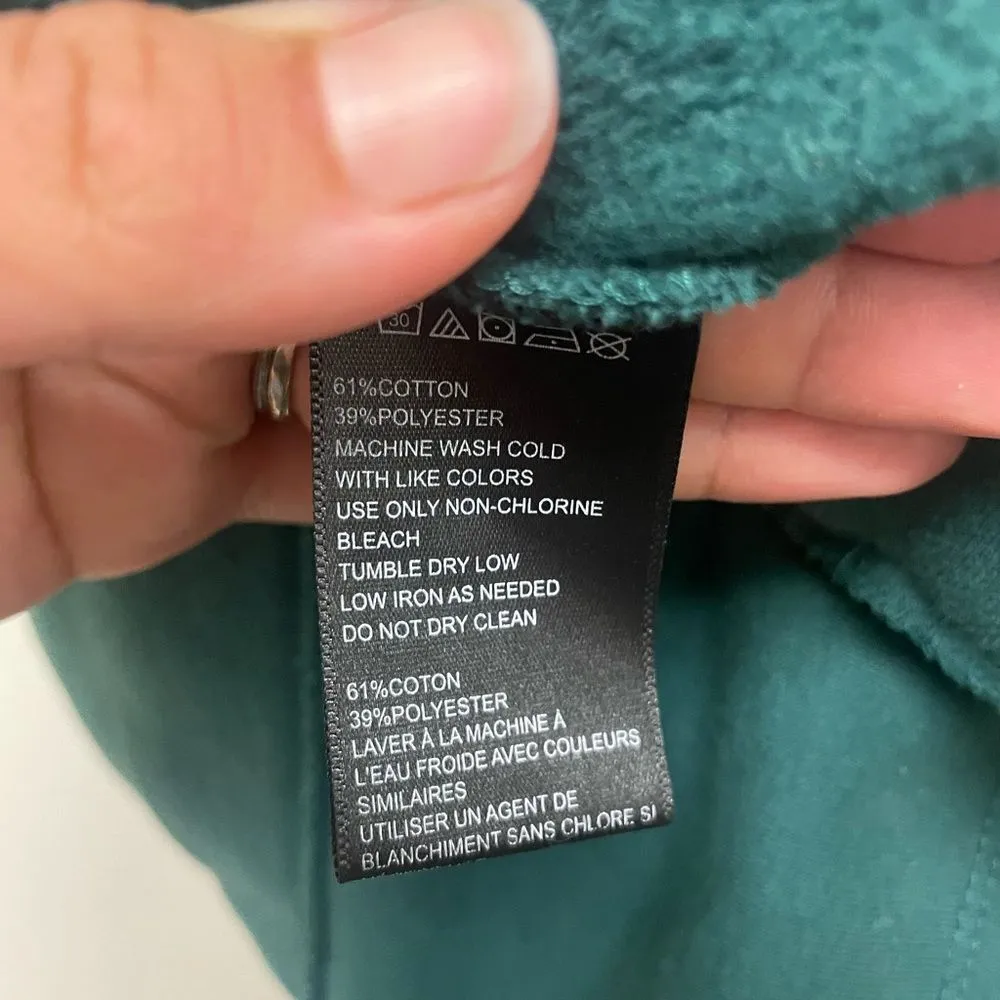 30
61%COTTON
39%POLYESTER
MACHINE WASH COLD
WITH LIKE COLORS
USE ONLY NON-CHLORINE
BLEACH
TUMBLE DRY LOW
LOW IRON AS NEEDED
DO NOT DRY CLEAN
61%COTON
39%POLYESTER
LAVER À LA MACHINE À
L'EAU FROIDE AVEC COULEURS
SIMILAIRES
UTILISER UN AGENT DE
BLANCHIMENT SANS CHLORE SI